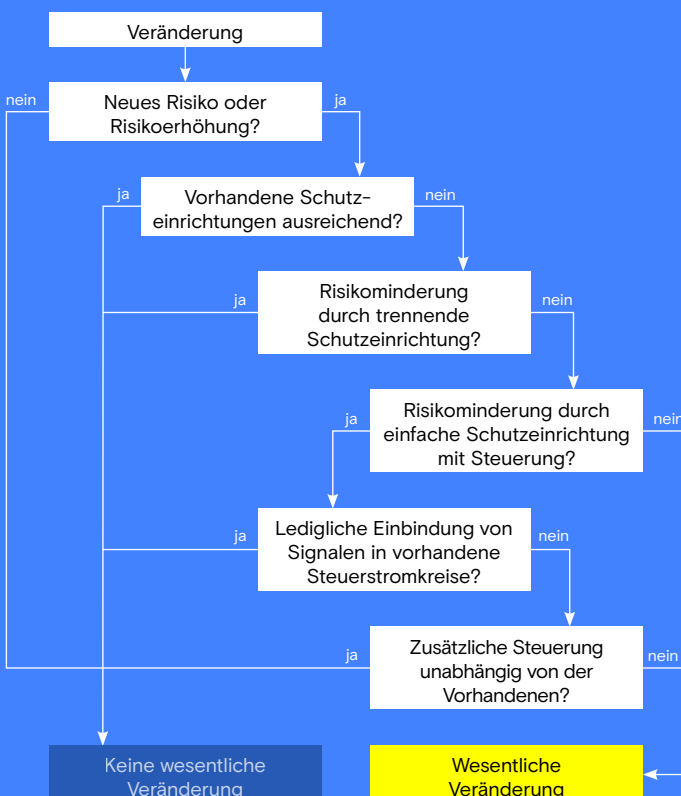 Veränderung
nein
Neues Risiko oder
Risikoerhöhung?
ja
ja
Vorhandene Schutz-
einrichtungen ausreichend?
nein
ja
Risikominderung
durch trennende
Schutzeinrichtung?
nein
ja
Risikominderung durch
einfache Schutzeinrichtung
mit Steuerung?
nein
ja
Ledigliche Einbindung von
Signalen in vorhandene
Steuerstromkreise?
nein
ja
Zusätzliche Steuerung
unabhängig von der
Vorhandenen?
nein
Keine wesentliche
Veränderung
Wesentliche
Veränderung